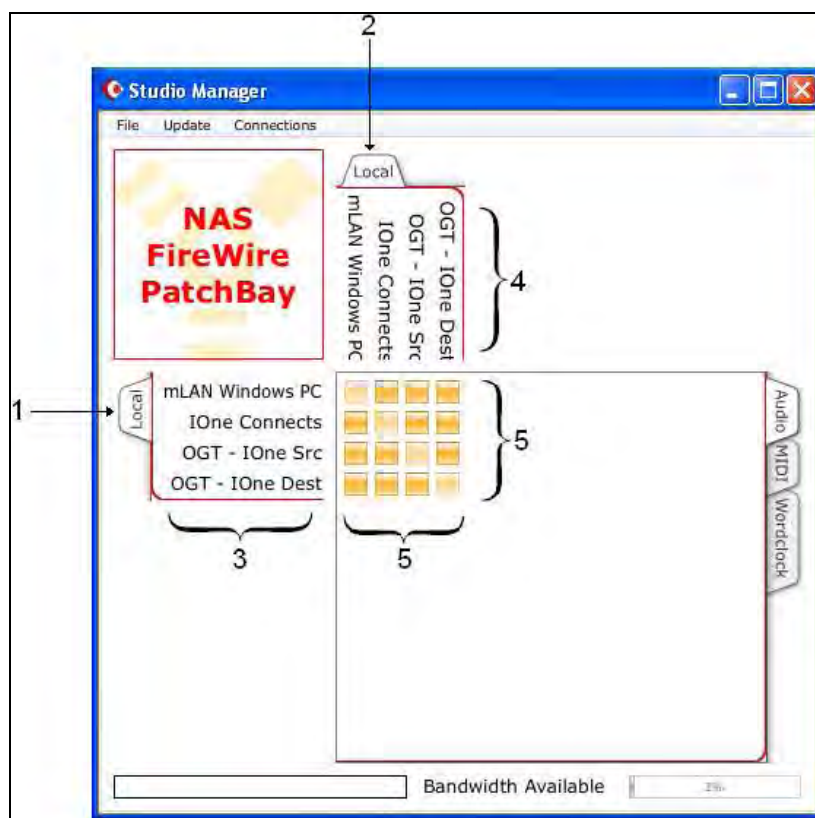 2
Studio Manager
File Update Connections
Local
mLAN Windows PC
IOne Connects
OGT - IOne Src
OGT - IOne Dest
4
NAS
FireWire
PatchBay
1
Local
mLAN Windows PC
IOne Connects
OGT - IOne Src
OGT - IOne Dest
3
5
5
Audio
MIDI
Wordclock
Bandwidth Available